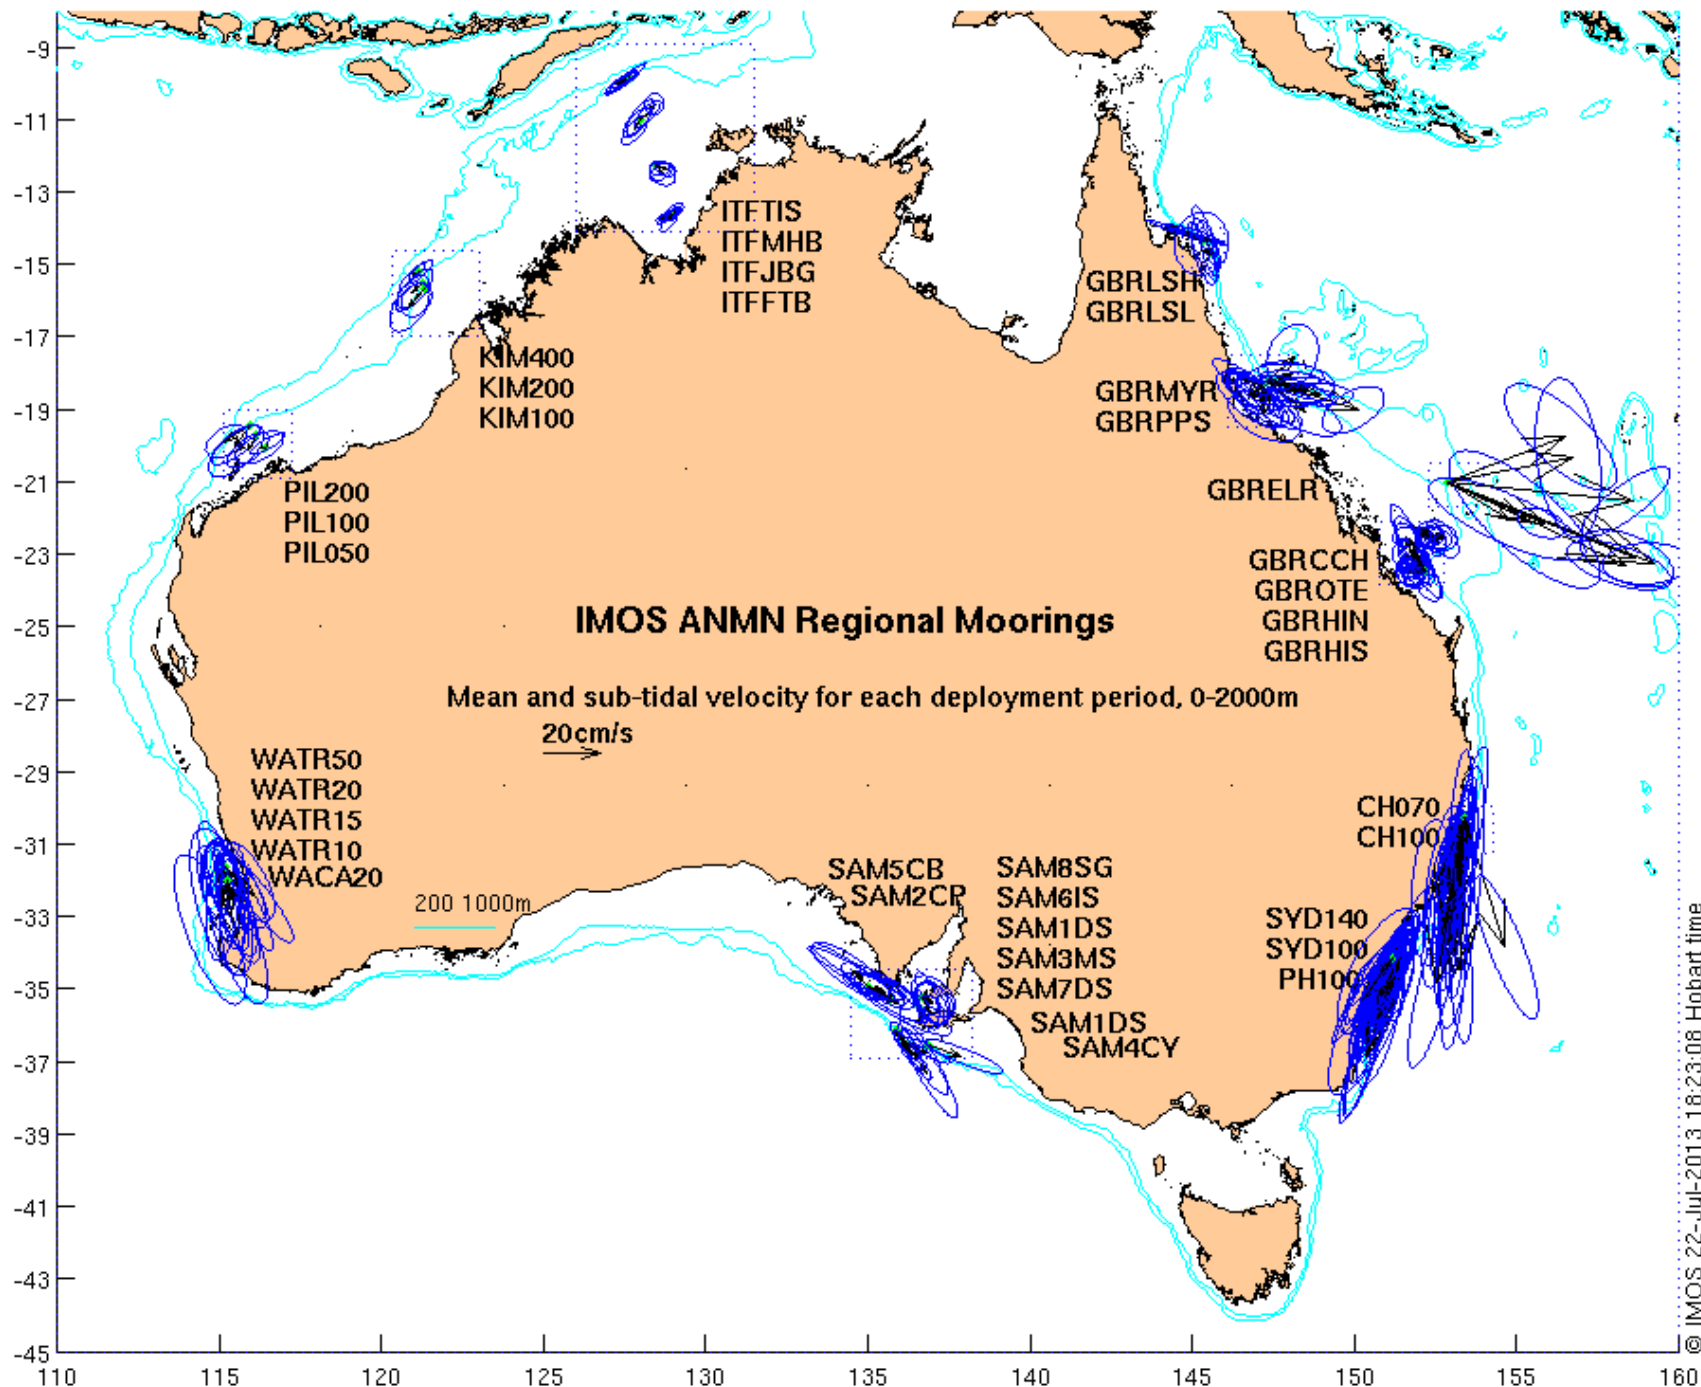 -9
-11
-13
-15
-17
-19
-21
-23
-25
-27
-29
-31
-33
-35
-37
-39
-41
-43
-45
ITFTIS
ITFMHB
ITFJBG
ITFFTB
KIM400
KIM200
KIM100
PIL200
PIL100
PIL050
GBRLSH
GBRLSL
GBRMYR
GBRPPS
GBRELR
GBRCCH
GBROTE
GBRHIN
GBRHIS
IMOS ANMN Regional Moorings
Mean and sub-tidal velocity for each deployment period, 0-2000m
20cm/s
WATR50
WATR20
WATR15
WATR10
WACA20
200 1000m
SAM5CB
SAM2CP
SAM8SG
SAM6IS
SAM1DS
SAM3MS
SAM7DS
SAM1DS
SAM4CY
CH070
CH100
SYD140
SYD100
PH100
110 115 120 125 130 135 140 145 150 155 160
© IMOS 22-Jul-2013 18:23:08 Hobart time